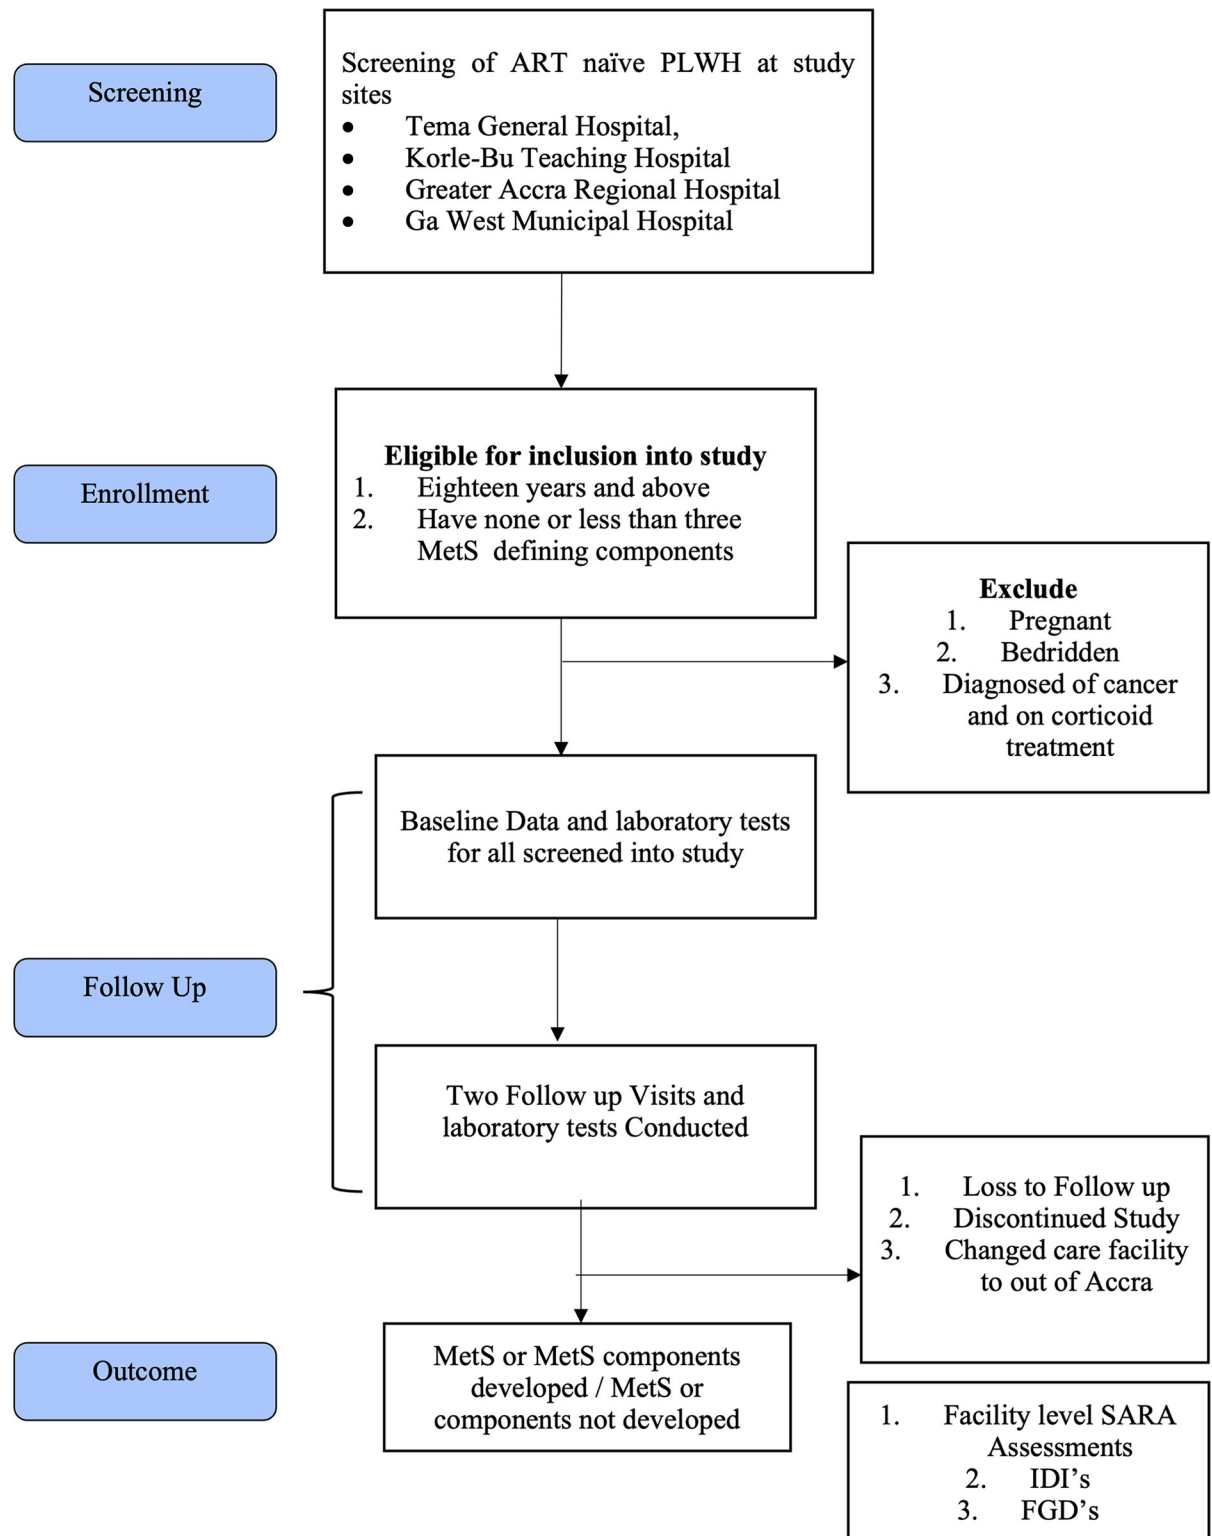 Screening
Screening of ART naïve PLWH at study
sites
• Tema General Hospital,
• Korle-Bu Teaching Hospital
• Greater Accra Regional Hospital
• Ga West Municipal Hospital
Enrollment
Eligible for inclusion into study
1. Eighteen years and above
2. Have none or less than three
MetS defining components
Exclude
1. Pregnant
2. Bedridden
3. Diagnosed of cancer
and on corticoid
treatment
Baseline Data and laboratory tests
for all screened into study
Follow Up
Two Follow up Visits and
laboratory tests Conducted
1. Loss to Follow up
2. Discontinued Study
3. Changed care facility
to out of Accra
Outcome
MetS or MetS components
developed / MetS or
components not developed
1. Facility level SARA
Assessments
2. IDI’s
3. FGD’s